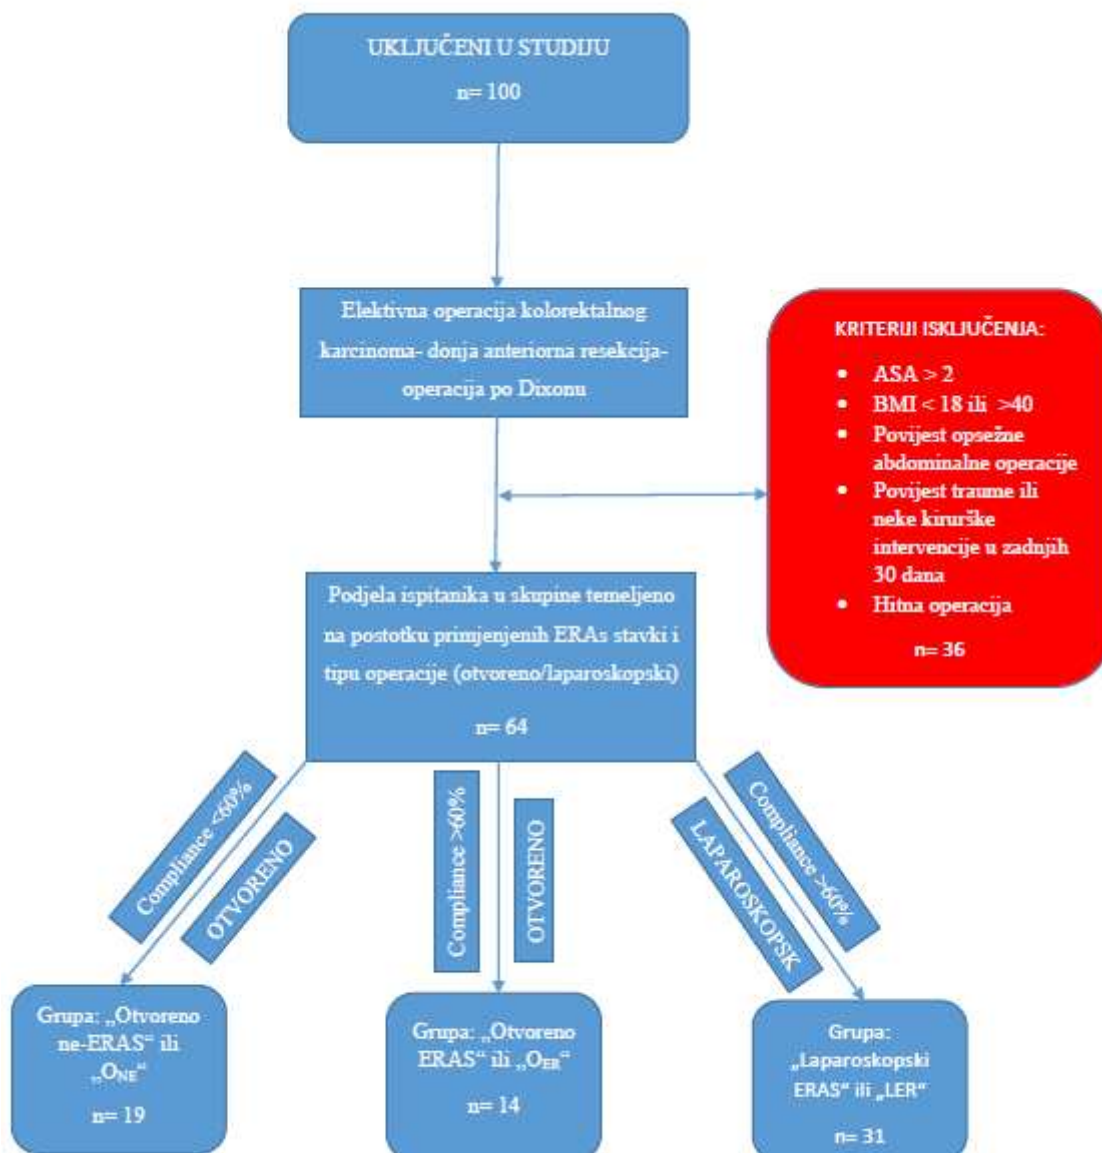 UKLJUČENI U STUDIJU
n= 100
Elektivna operacija kolorektalnog
karcinoma- donja anteriorna resekcija-
operacija po Dixonu
KRITERIJI ISKLJUČENJA:
• ASA > 2
• BMI < 18 ili >40
• Povijest opsežne
abdominalne operacije
• Povijest traume ili
neke kirurške
intervencije u zadnjih
30 dana
• Hitna operacija
n= 36
Podjela ispitanika u skupine temeljeno
na postotku primjenjenih ERAs stavki i
tipu operacije (otvoreno/laparoskopski)
n= 64
Compliance <60%
OTVORENO
Compliance >60%
OTVORENO
LAPAROSKOPSK
Compliance >60%
Grupa: „Otvoreno
ne-ERAS“ ili
„ONE“
n= 19
Grupa: „Otvoreno
ERAS“ ili „OER“
n= 14
Grupa:
„Laparoskopski
ERAS“ ili „LER“
n= 31